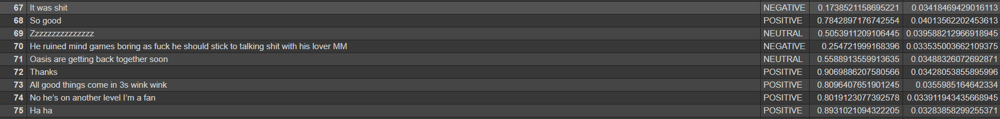 67 It was shit NEGATIVE 0.1738521158695221 0.03418469429016113
68 So good POSITIVE 0.7842897176742554 0.04013562202453613
69 Zzzzzzzzzzzzzzz NEUTRAL 0.5053911209106445 0.039588212966918945
70 He ruined mind games boring as fuck he should stick to talking shit with his lover MM NEGATIVE 0.254721999168396 0.033535003662109375
71 Oasis are getting back together soon NEUTRAL 0.5588913559913635 0.03488326072692871
72 Thanks POSITIVE 0.9069886207580566 0.03428053855895996
73 All good things come in 3s wink wink POSITIVE 0.8096407651901245 0.0355985164642334
74 No he’s on another level I’m a fan POSITIVE 0.8019123077392578 0.033911943435668945
75 Ha ha POSITIVE 0.8931021094322205 0.03283858299255371